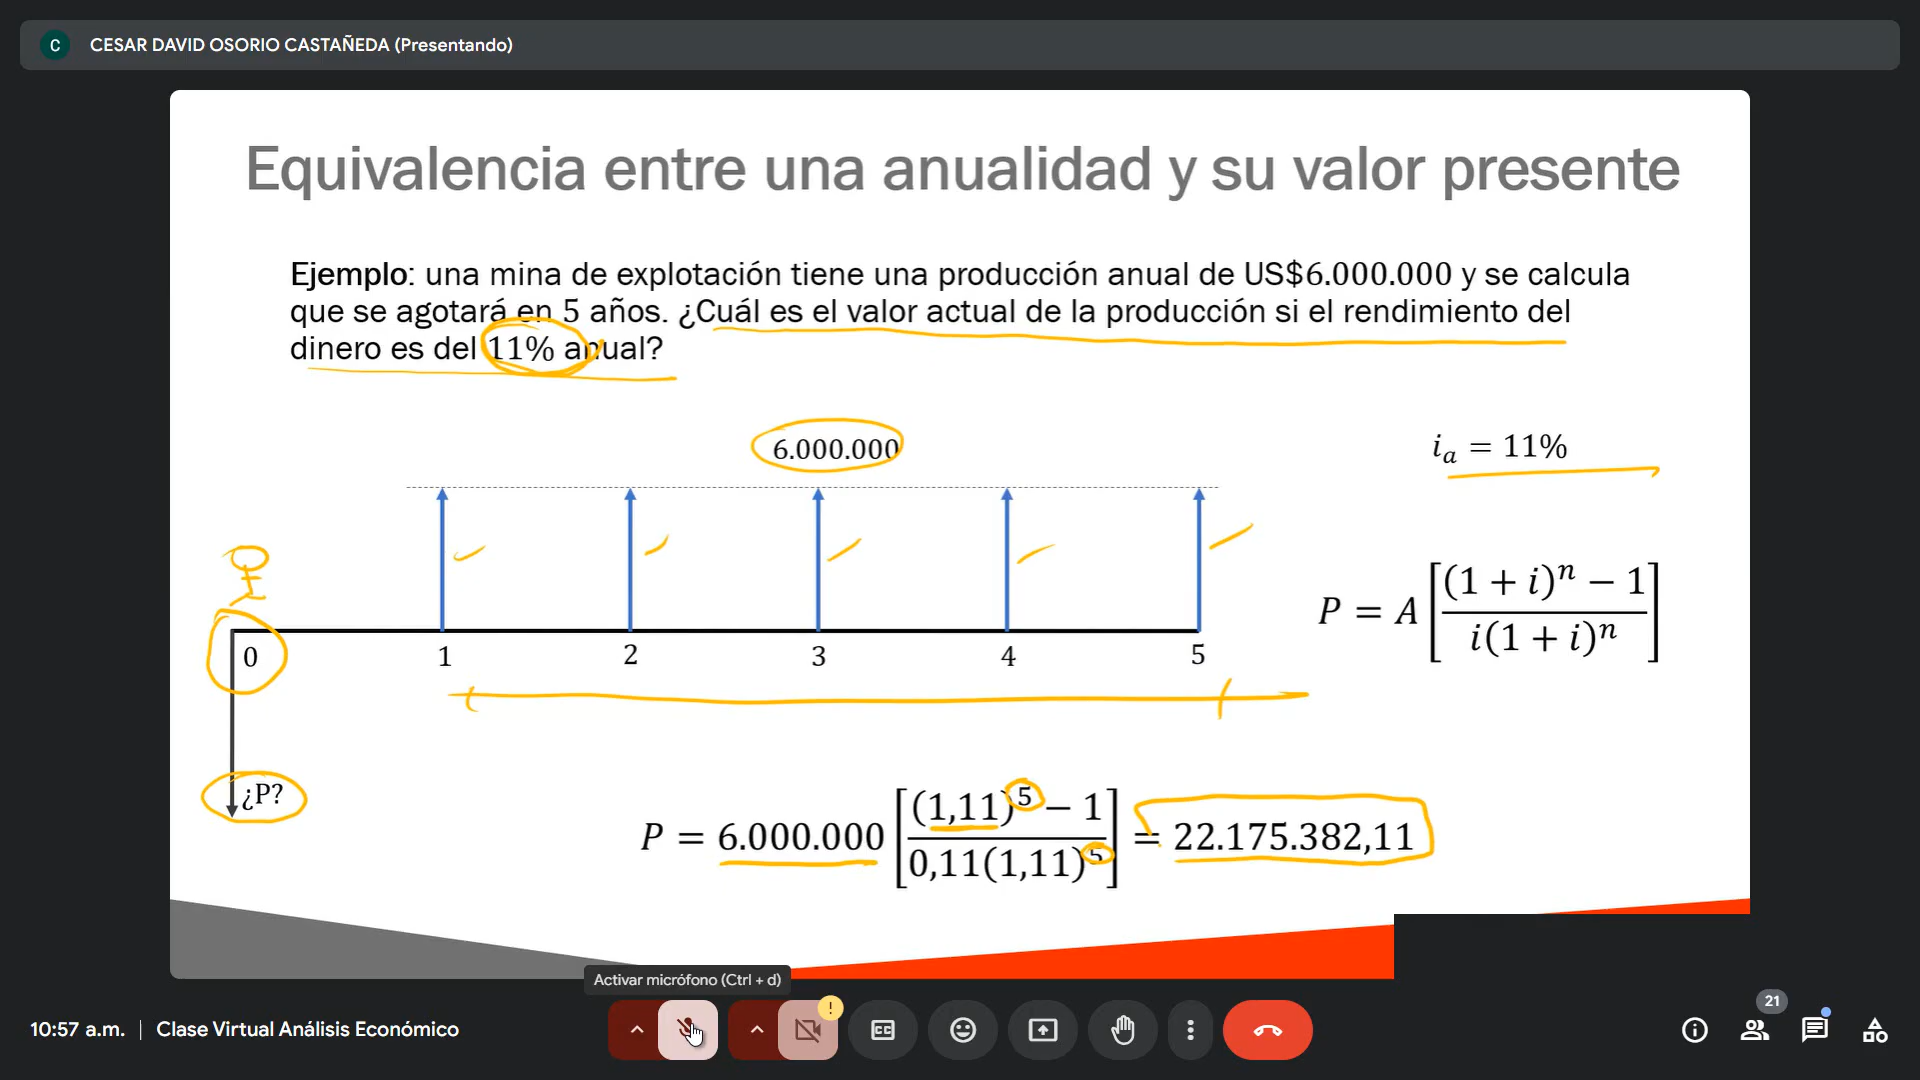 C CESAR DAVID OSORIO CASTAÑEDA (Presentando)
Equivalencia entre una anualidad y su valor presente
Ejemplo: una mina de explotación tiene una producción anual de US$6.000.000 y se calcula
que se agotará en 5 años. ¿Cuál es el valor actual de la producción si el rendimiento del
dinero es del 11% anual?
6.000.000
i_a = 11%
P = A [((1 + i)^n − 1) / (i(1 + i)^n)]
0 1 2 3 4 5
¿P?
P = 6.000.000 [((1,11)^5 − 1) / (0,11(1,11)^5)] = 22.175.382,11
Activar micrófono (Ctrl + d)
10:57 a.m. | Clase Virtual Análisis Económico
!
CC
21